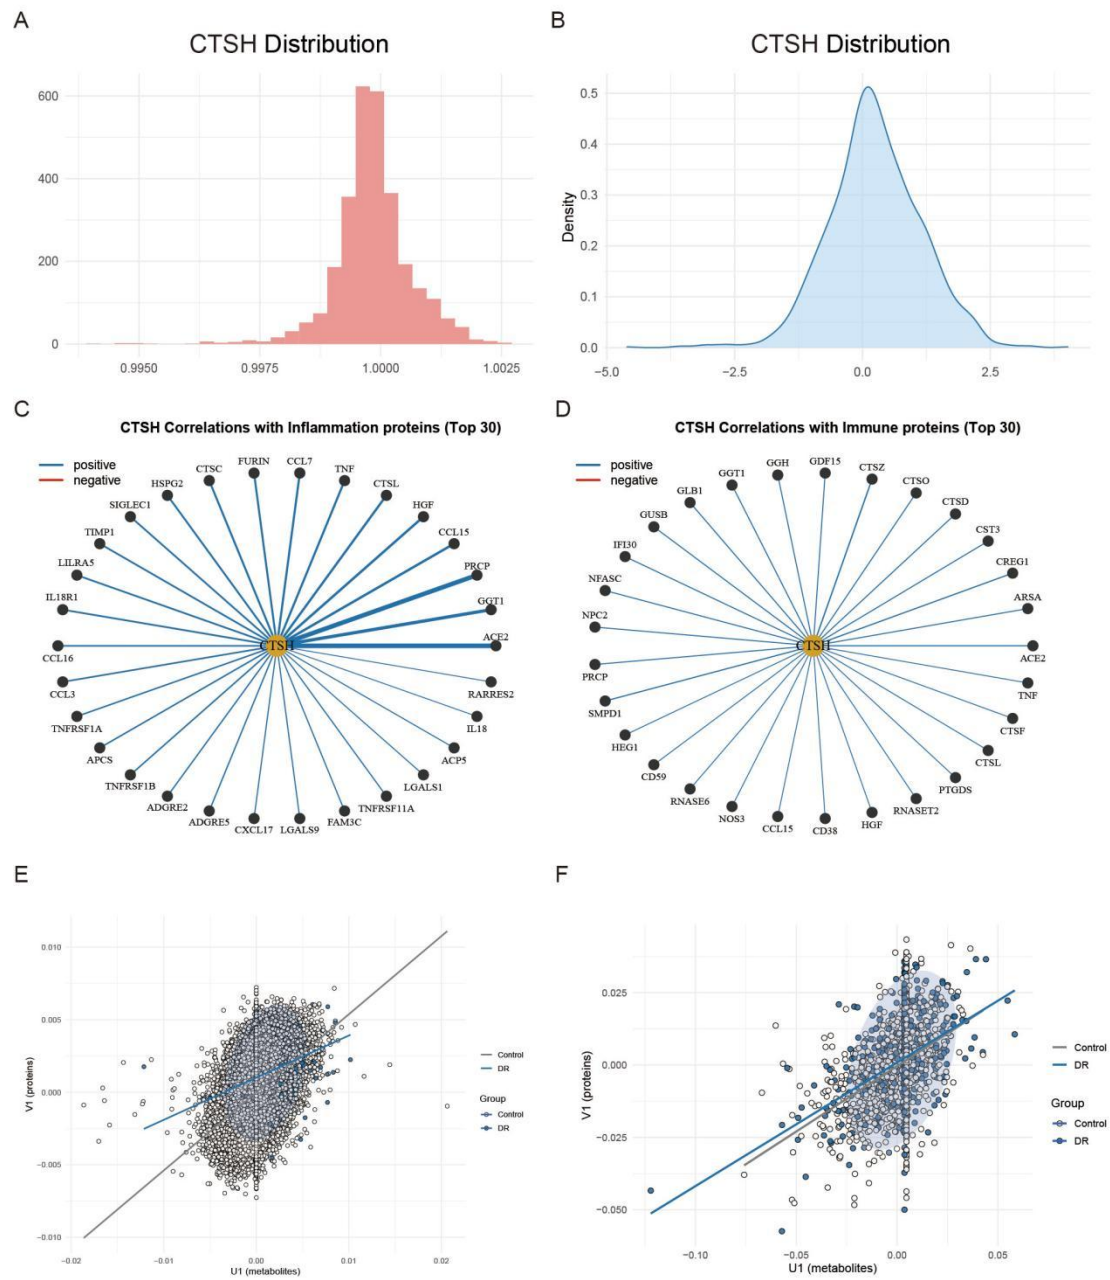 A
CTSH Distribution
600
400
200
0
0.9950
0.9975
1.0000
1.0025
B
CTSH Distribution
Density
0.5
0.4
0.3
0.2
0.1
0.0
−5.0
−2.5
0.0
2.5
C
CTSH Correlations with Inflammation proteins (Top 30)
positive
negative
FURIN
CCL7
CTSC
TNF
HSPG2
CTSL
SIGLEC1
HGF
TIMP1
CCL15
LILRA5
PRCP
IL18R1
GGT1
CCL16
CTSH
ACE2
CCL3
RARRES2
TNFRSF1A
IL18
APCS
ACP5
TNFRSF1B
LGALS1
ADGRE2
TNFRSF11A
ADGRE5
CXCL17
LGALS9
FAM3C
D
CTSH Correlations with Immune proteins (Top 30)
positive
negative
GGH
GDF15
GGT1
CTSZ
GLB1
CTSO
GUSB
CTSD
IFI30
CST3
NFASC
CREG1
NPC2
ARSA
PRCP
CTSH
ACE2
SMPD1
TNF
HEG1
CTSF
CD59
CTSL
RNASE6
PTGDS
NOS3
RNASET2
CCL15
CD38
HGF
E
V1 (proteins)
0.010
0.005
0.000
−0.005
−0.010
−0.02
−0.01
0.00
0.01
0.02
U1 (metabolites)
Control
DR
Group
Control
DR
F
V1 (proteins)
0.025
0.000
−0.025
−0.050
−0.10
−0.05
0.00
0.05
U1 (metabolites)
Control
DR
Group
Control
DR